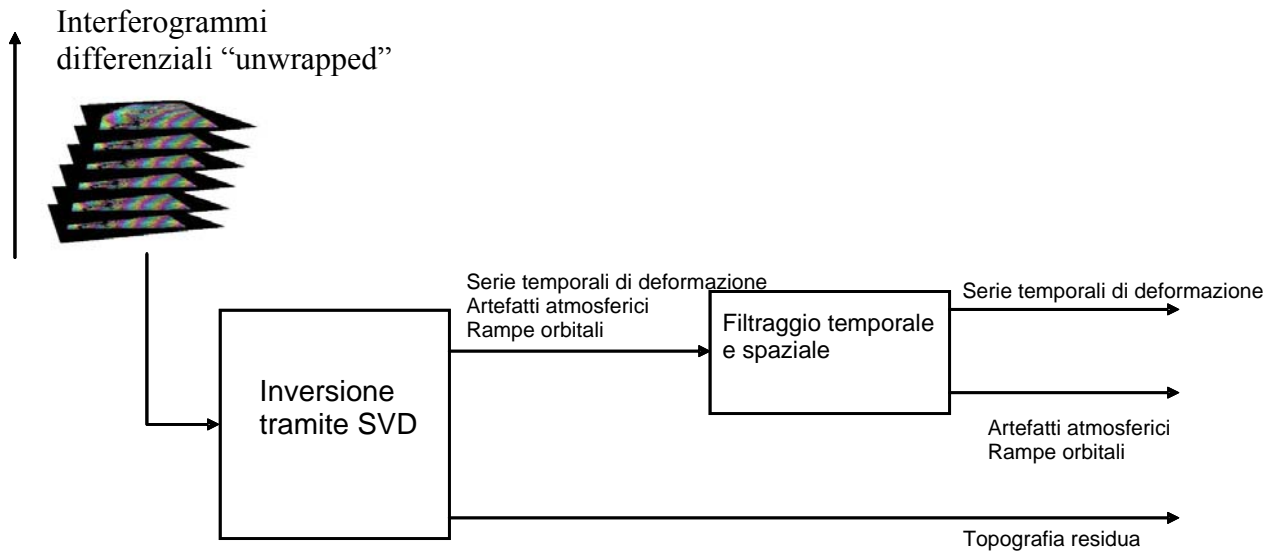 Interferogrammi
differenziali “unwrapped”
Serie temporali di deformazione
Artefatti atmosferici
Rampe orbitali
Inversione
tramite SVD
Filtraggio temporale
e spaziale
Serie temporali di deformazione
Artefatti atmosferici
Rampe orbitali
Topografia residua